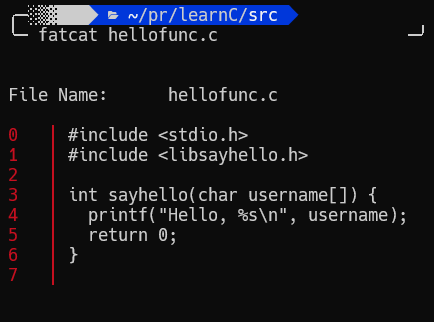 ~/pr/learnC/src
fatcat hellofunc.c
File Name: hellofunc.c
0 #include <stdio.h>
1 #include <libsayhello.h>
2
3 int sayhello(char username[]) {
4 printf("Hello, %s\n", username);
5 return 0;
6 }
7